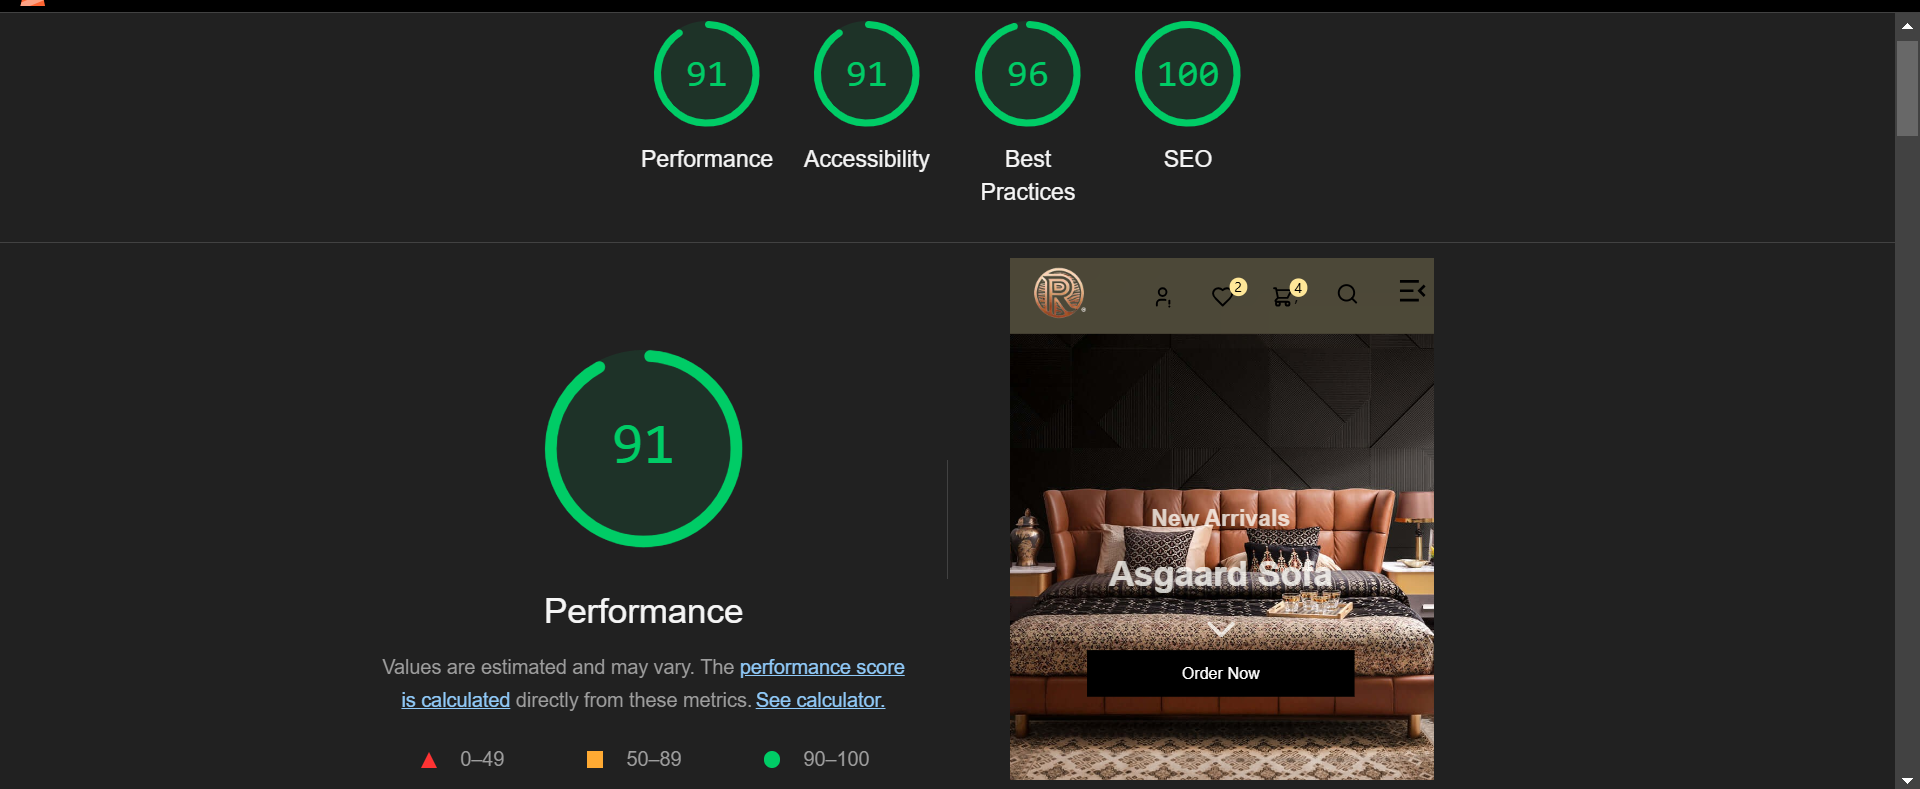 91
91
96
100
Performance
Accessibility
Best
Practices
SEO
91
Performance
Values are estimated and may vary. The performance score
is calculated directly from these metrics. See calculator.
0–49
50–89
90–100
R
2
4
New Arrivals
Asgaard Sofa
Order Now